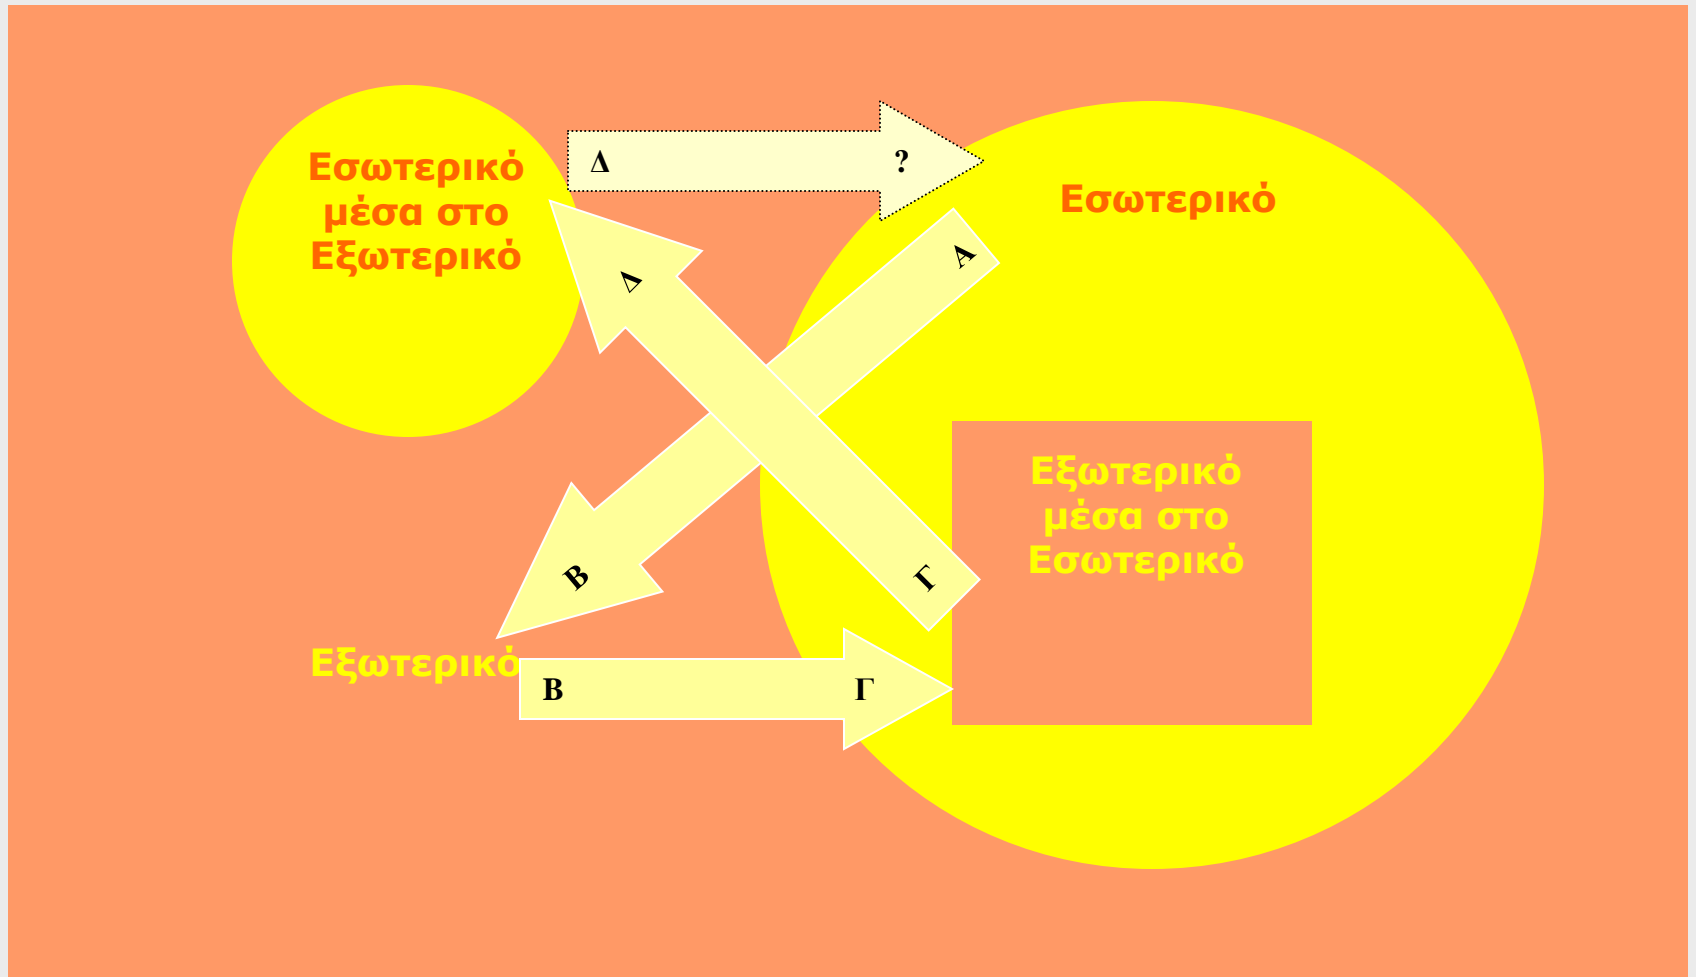 Εσωτερικό
μέσα στο
Εξωτερικό
Δ ?
Εσωτερικό
Α
Δ
Β
Γ
Εξωτερικό
μέσα στο
Εσωτερικό
Εξωτερικό
Β Γ